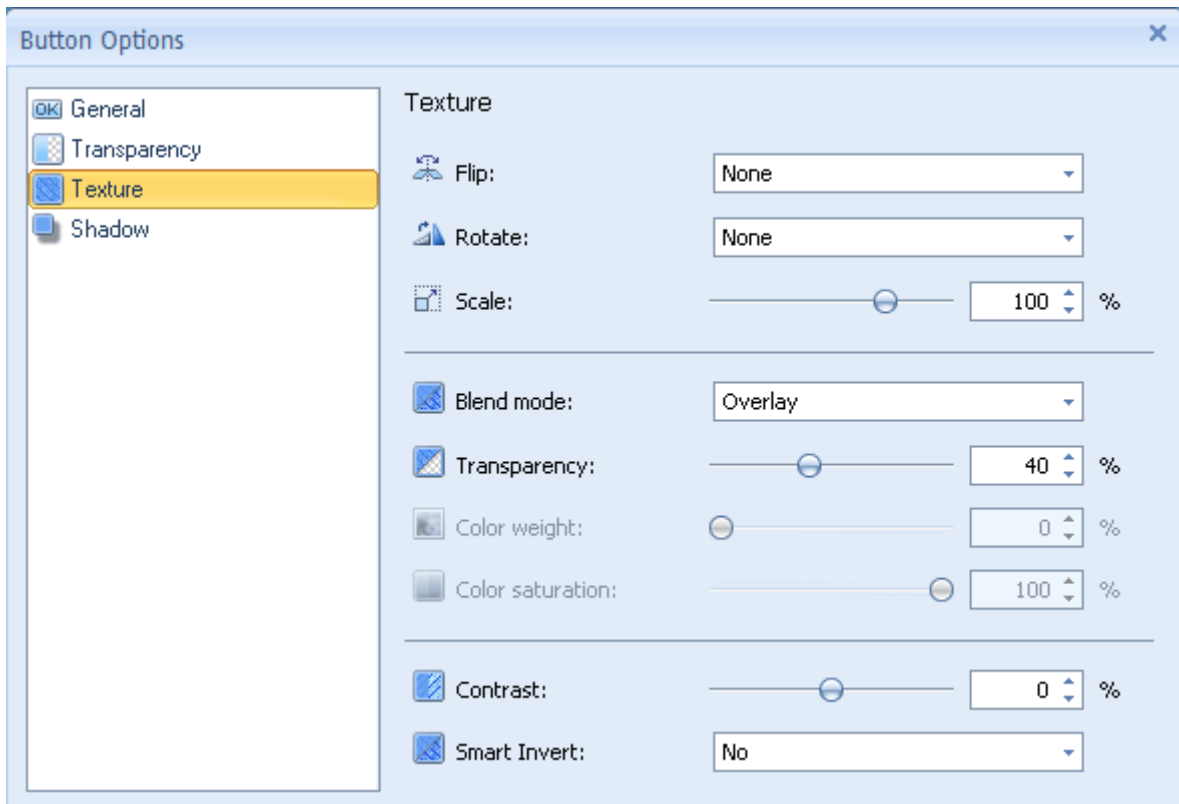 Button Options
OK General
Transparency
Texture
Shadow
Texture
Flip: None
Rotate: None
Scale: 100 %
Blend mode: Overlay
Transparency: 40 %
Color weight: 0 %
Color saturation: 100 %
Contrast: 0 %
Smart Invert: No